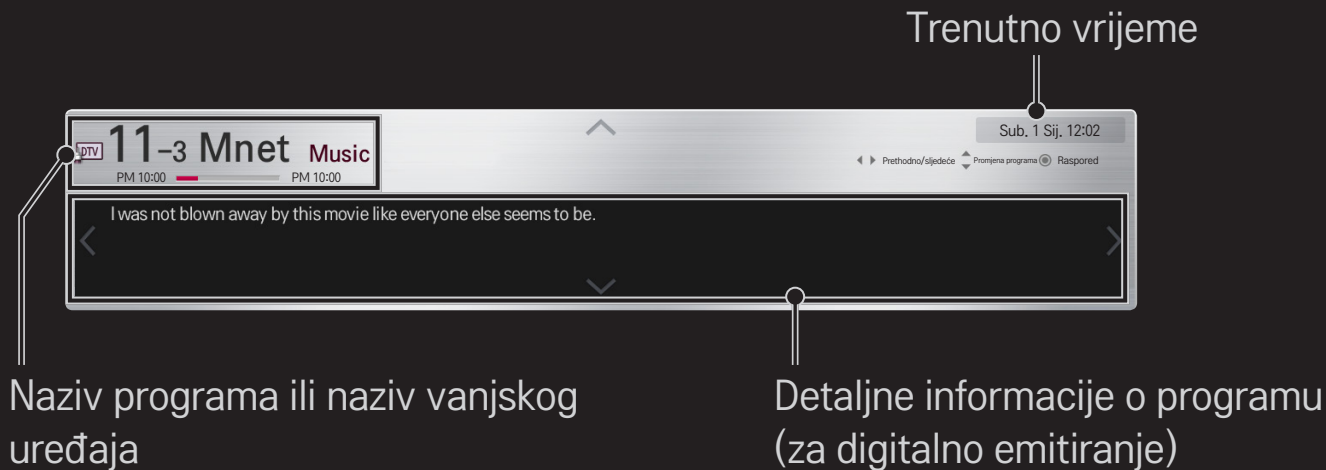 Trenutno vrijeme
DTV 11-3 Mnet Music
PM 10:00 PM 10:00
Sub. 1 Sij. 12:02
Prethodno/sljedeće Promjena programa Raspored
I was not blown away by this movie like everyone else seems to be.
Naziv programa ili naziv vanjskog
uređaja
Detaljne informacije o programu
(za digitalno emitiranje)